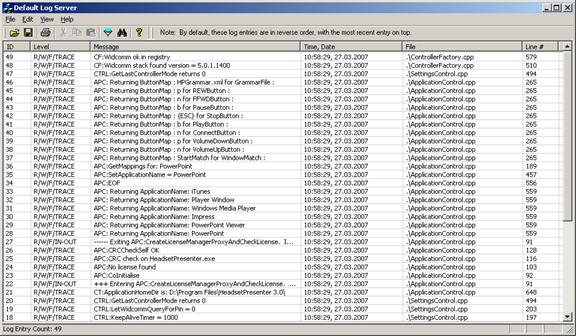 Default Log Server
File Edit View Help
Note: By default, these log entries are in reverse order, with the most recent entry on top.
ID Level Message Time, Date File Line #
49 R/W/F/TRACE CF:Widcomm ok in registry 10:58:29, 27.03.2007 .\ControllerFactory.cpp 579
48 R/W/F/TRACE CF:Widcomm stack found version = 5.0.1.1400 10:58:29, 27.03.2007 .\ControllerFactory.cpp 510
47 R/W/F/TRACE CTRL:GetLastControllerMode returns 0 10:58:29, 27.03.2007 .\SettingsControl.cpp 494
46 R/W/F/TRACE APC: Returning ButtonMap : HPGrammar.xml for GrammarFile : 10:58:29, 27.03.2007 .\ApplicationControl.cpp 265
45 R/W/F/TRACE APC: Returning ButtonMap : p for REWButton : 10:58:29, 27.03.2007 .\ApplicationControl.cpp 265
44 R/W/F/TRACE APC: Returning ButtonMap : n for FFWDButton : 10:58:29, 27.03.2007 .\ApplicationControl.cpp 265
43 R/W/F/TRACE APC: Returning ButtonMap : b for PauseButton : 10:58:29, 27.03.2007 .\ApplicationControl.cpp 265
42 R/W/F/TRACE APC: Returning ButtonMap : {ESC} for StopButton : 10:58:29, 27.03.2007 .\ApplicationControl.cpp 265
41 R/W/F/TRACE APC: Returning ButtonMap : b for PlayButton : 10:58:29, 27.03.2007 .\ApplicationControl.cpp 265
40 R/W/F/TRACE APC: Returning ButtonMap : n for ConnectButton : 10:58:29, 27.03.2007 .\ApplicationControl.cpp 265
39 R/W/F/TRACE APC: Returning ButtonMap : p for VolumeDownButton : 10:58:29, 27.03.2007 .\ApplicationControl.cpp 265
38 R/W/F/TRACE APC: Returning ButtonMap : n for VolumeUpButton : 10:58:29, 27.03.2007 .\ApplicationControl.cpp 265
37 R/W/F/TRACE APC: Returning ButtonMap : StartMatch for WindowMatch : 10:58:29, 27.03.2007 .\ApplicationControl.cpp 265
36 R/W/F/TRACE APC:GetMappings for: PowerPoint 10:58:29, 27.03.2007 .\ApplicationControl.cpp 189
35 R/W/F/TRACE APC:SetApplicationName = PowerPoint 10:58:29, 27.03.2007 .\ApplicationControl.cpp 457
34 R/W/F/TRACE APC:EOF 10:58:29, 27.03.2007 .\ApplicationControl.cpp 556
33 R/W/F/TRACE APC: Returning ApplicationName: iTunes 10:58:29, 27.03.2007 .\ApplicationControl.cpp 559
32 R/W/F/TRACE APC: Returning ApplicationName: Player Window 10:58:29, 27.03.2007 .\ApplicationControl.cpp 559
31 R/W/F/TRACE APC: Returning ApplicationName: Windows Media Player 10:58:29, 27.03.2007 .\ApplicationControl.cpp 559
30 R/W/F/TRACE APC: Returning ApplicationName: Impress 10:58:29, 27.03.2007 .\ApplicationControl.cpp 559
29 R/W/F/TRACE APC: Returning ApplicationName: PowerPoint Viewer 10:58:29, 27.03.2007 .\ApplicationControl.cpp 559
28 R/W/F/TRACE APC: Returning ApplicationName: PowerPoint 10:58:29, 27.03.2007 .\ApplicationControl.cpp 559
27 R/W/F/IN-OUT ------ Exiting APC:CreateLicenseManagerProxyAndCheckLicense. I... 10:58:29, 27.03.2007 .\ApplicationControl.cpp 91
26 R/W/F/TRACE APC:CRCCheckSelf OK 10:58:29, 27.03.2007 .\ApplicationControl.cpp 128
25 R/W/F/TRACE APC:CRC check on HeadsetPresenter.exe 10:58:29, 27.03.2007 .\ApplicationControl.cpp 116
24 R/W/F/TRACE APC:No license found 10:58:29, 27.03.2007 .\ApplicationControl.cpp 103
23 R/W/F/TRACE APC:CoInitialise 10:58:29, 27.03.2007 .\ApplicationControl.cpp 92
22 R/W/F/IN-OUT +++ Entering APC:CreateLicenseManagerProxyAndCheckLicense. ... 10:58:29, 27.03.2007 .\ApplicationControl.cpp 91
21 R/W/F/TRACE CT:ApplicationHomeDir is: D:\Program Files\HeadsetPresenter 3.0\ 10:58:29, 27.03.2007 .\ApplicationControl.cpp 648
20 R/W/F/TRACE CTRL:GetLastControllerMode returns 0 10:58:29, 27.03.2007 .\SettingsControl.cpp 494
19 R/W/F/TRACE CTRL:LetWidcommQueryForPin = 0 10:58:29, 27.03.2007 .\SettingsControl.cpp 203
18 R/W/F/TRACE CTRL:KeepAliveTimer = 1000 10:58:29, 27.03.2007 .\SettingsControl.cpp 197
Log Entry Count: 49